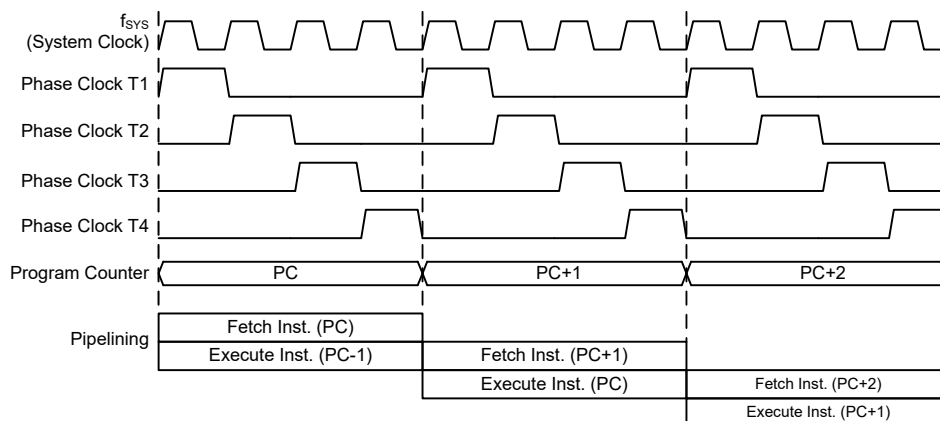 fSYS
(System Clock)
Phase Clock T1
Phase Clock T2
Phase Clock T3
Phase Clock T4
Program Counter PC PC+1 PC+2
Pipelining
Fetch Inst. (PC)
Execute Inst. (PC-1) Fetch Inst. (PC+1)
Execute Inst. (PC) Fetch Inst. (PC+2)
Execute Inst. (PC+1)